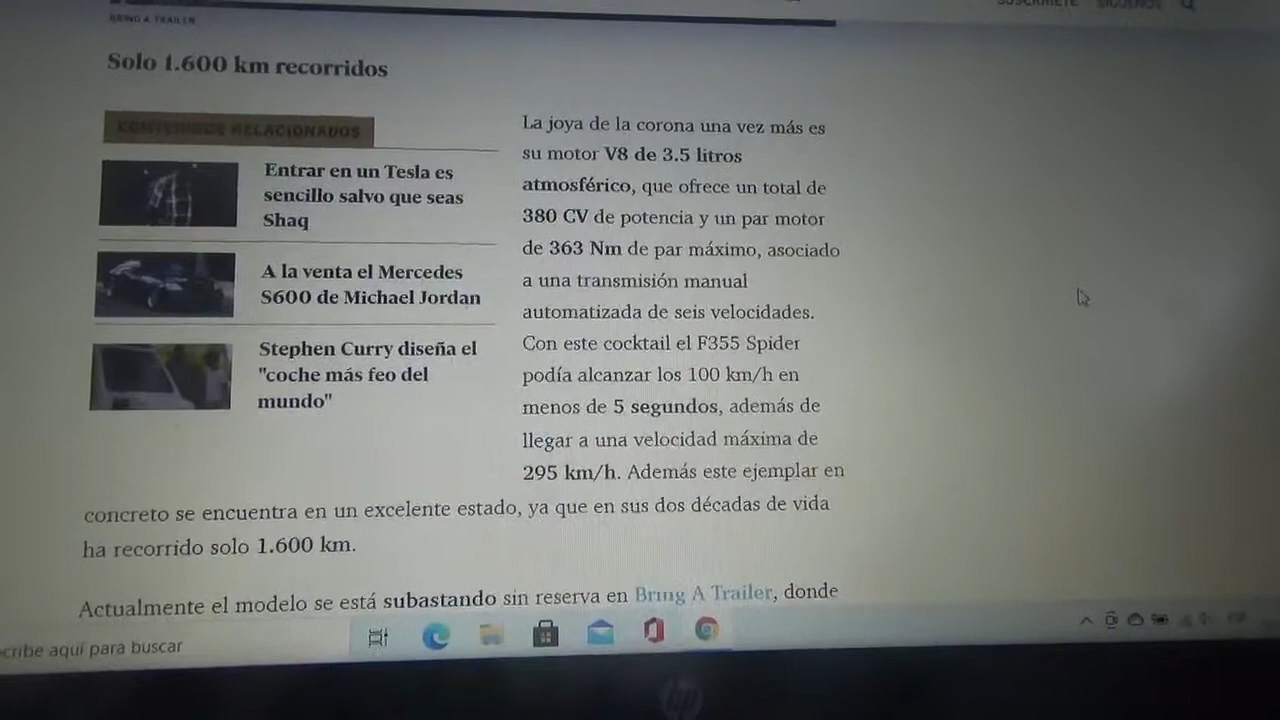 BRING A TRAILER
SUSCRÍBETE SÍGUENOS
Solo 1.600 km recorridos
CONTENIDOS RELACIONADOS
Entrar en un Tesla es
sencillo salvo que seas
Shaq
A la venta el Mercedes
S600 de Michael Jordan
Stephen Curry diseña el
"coche más feo del
mundo"
La joya de la corona una vez más es
su motor V8 de 3.5 litros
atmosférico, que ofrece un total de
380 CV de potencia y un par motor
de 363 Nm de par máximo, asociado
a una transmisión manual
automatizada de seis velocidades.
Con este cocktail el F355 Spider
podía alcanzar los 100 km/h en
menos de 5 segundos, además de
llegar a una velocidad máxima de
295 km/h. Además este ejemplar en
concreto se encuentra en un excelente estado, ya que en sus dos décadas de vida
ha recorrido solo 1.600 km.
Actualmente el modelo se está subastando sin reserva en Bring A Trailer, donde
cribe aquí para buscar
hp